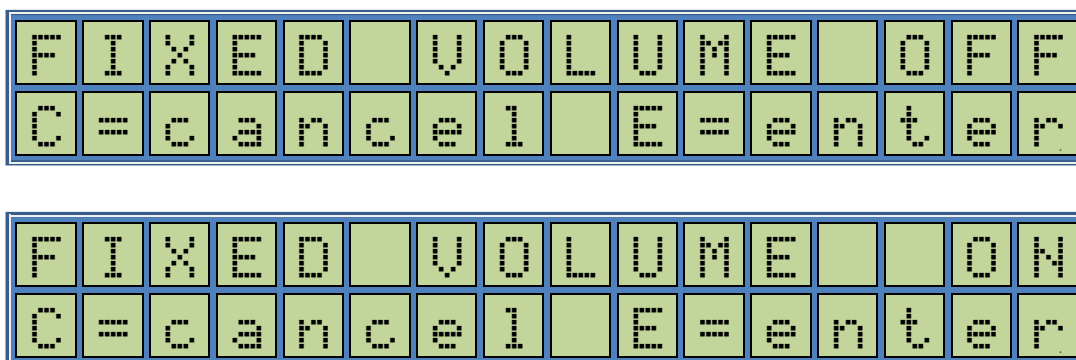 FIXED VOLUME OFF
C=cancel E=enter
FIXED VOLUME  ON
C=cancel E=enter